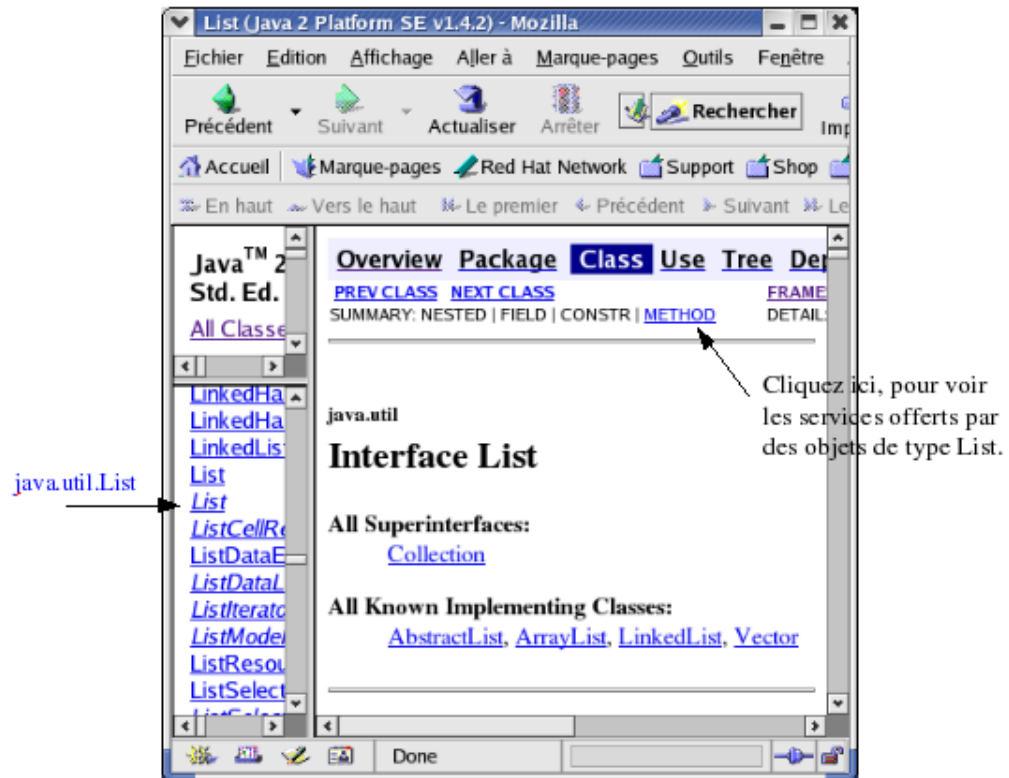 List (Java 2 Platform SE v1.4.2) - Mozilla
Fichier Edition Affichage Aller à Marque-pages Outils Fenêtre
Précédent Suivant Actualiser Arrêter Rechercher Imp
Accueil Marque-pages Red Hat Network Support Shop
En haut Vers le haut Le premier Précédent Suivant Le
Java™ 2
Std. Ed.
All Classe
LinkedHa
LinkedHa
LinkedLis
List
List
ListCellRe
ListDataE
ListDataL
ListIterato
ListModel
ListResou
ListSelect
java.util.List
Overview Package Class Use Tree Dep
PREV CLASS NEXT CLASS FRAME
SUMMARY: NESTED | FIELD | CONSTR | METHOD DETAIL:
Cliquez ici, pour voir
les services offerts par
des objets de type List.
java.util
Interface List
All Superinterfaces:
Collection
All Known Implementing Classes:
AbstractList, ArrayList, LinkedList, Vector
Done